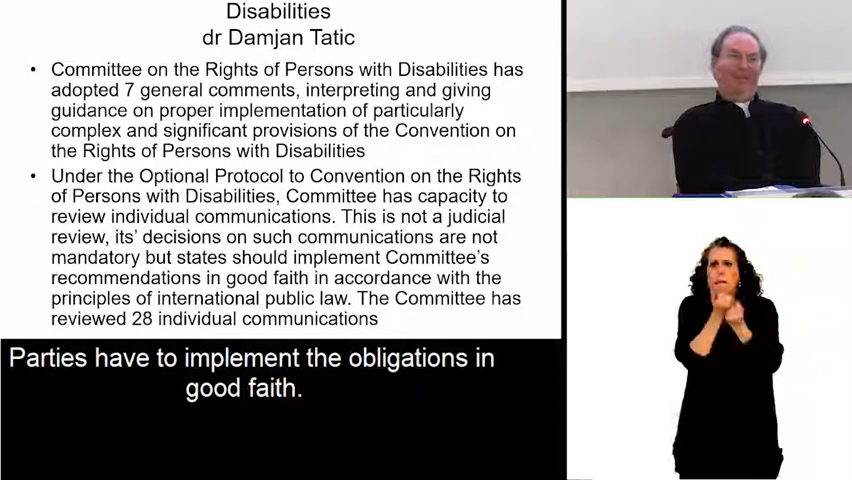 Disabilities
dr Damjan Tatic
• Committee on the Rights of Persons with Disabilities has
adopted 7 general comments, interpreting and giving
guidance on proper implementation of particularly
complex and significant provisions of the Convention on
the Rights of Persons with Disabilities
• Under the Optional Protocol to Convention on the Rights
of Persons with Disabilities, Committee has capacity to
review individual communications. This is not a judicial
review, its' decisions on such communications are not
mandatory but states should implement Committee's
recommendations in good faith in accordance with the
principles of international public law. The Committee has
reviewed 28 individual communications
Parties have to implement the obligations in
good faith.